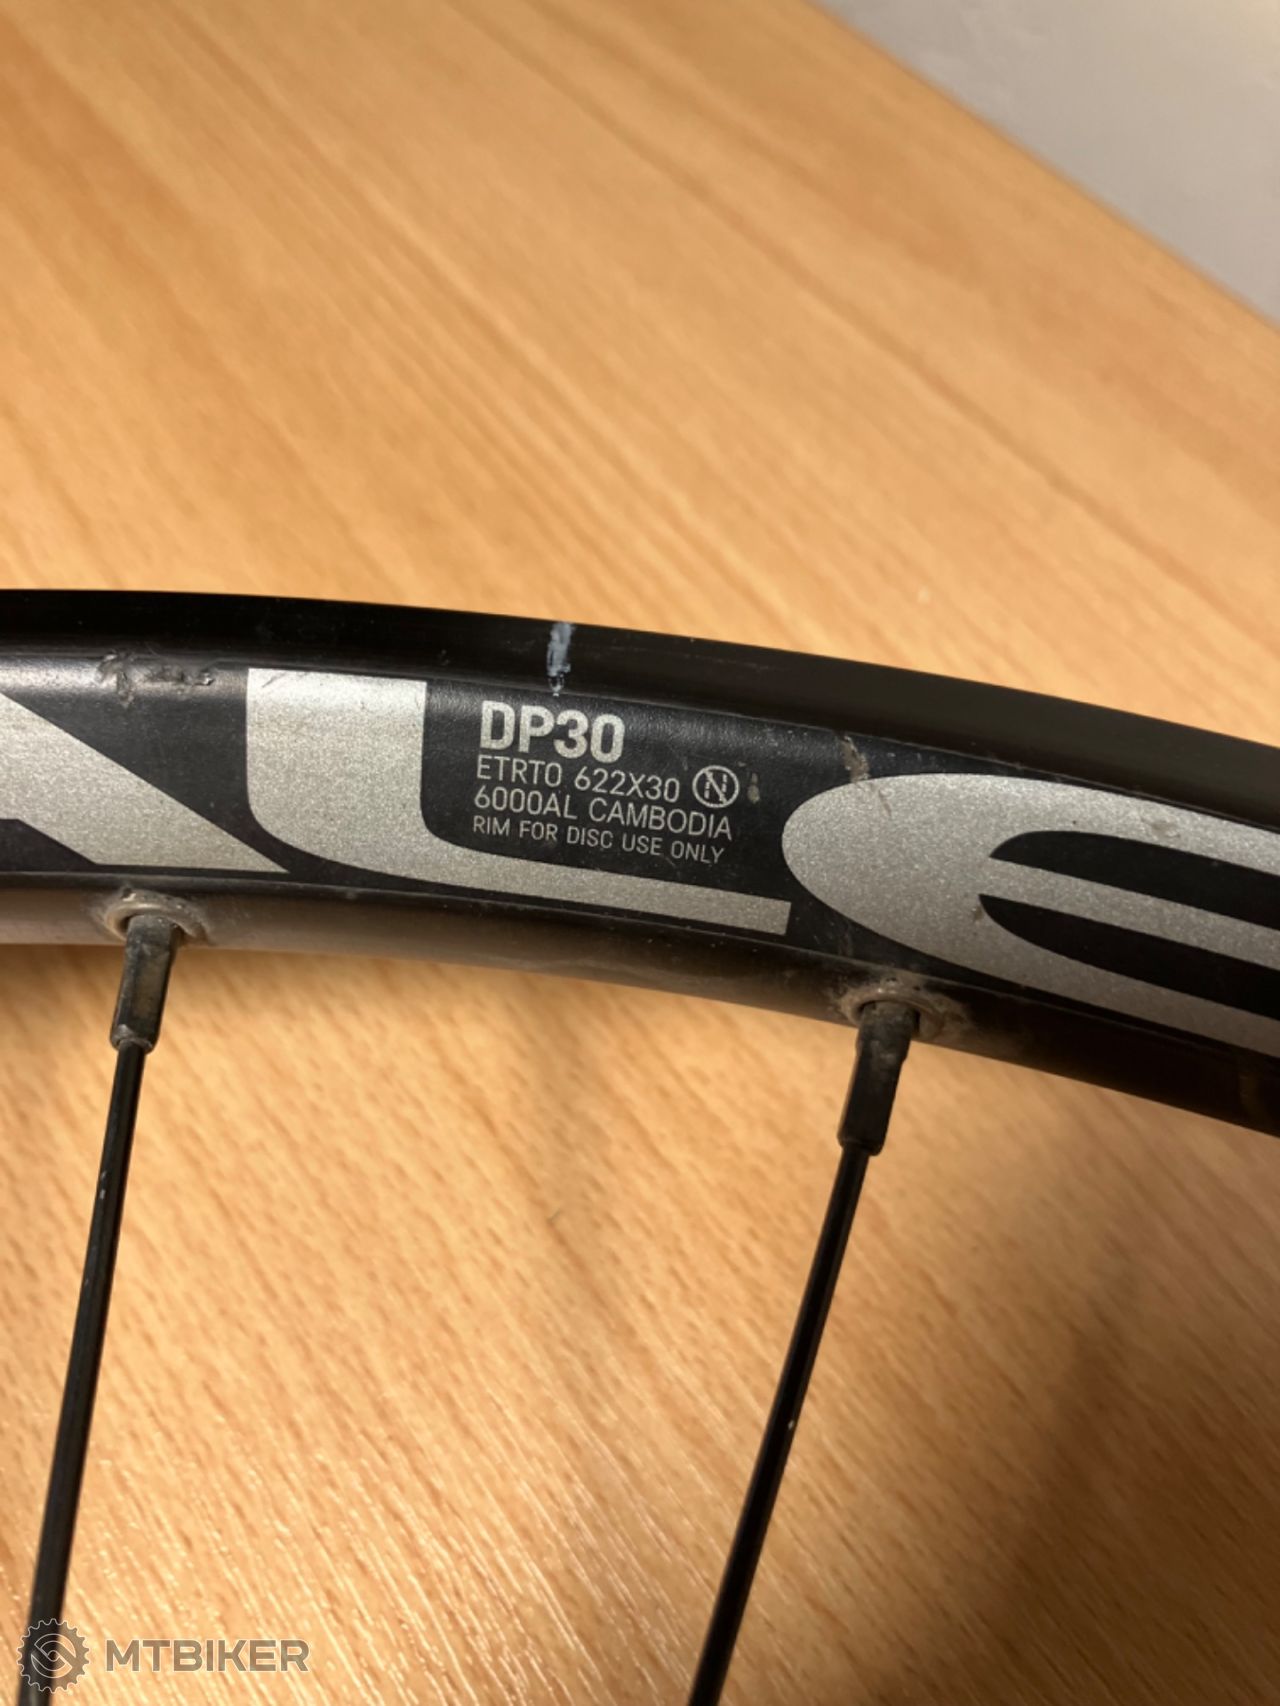 DP30
ETRTO 622X30
6000AL CAMBODIA
RIM FOR DISC USE ONLY
MTBIKER